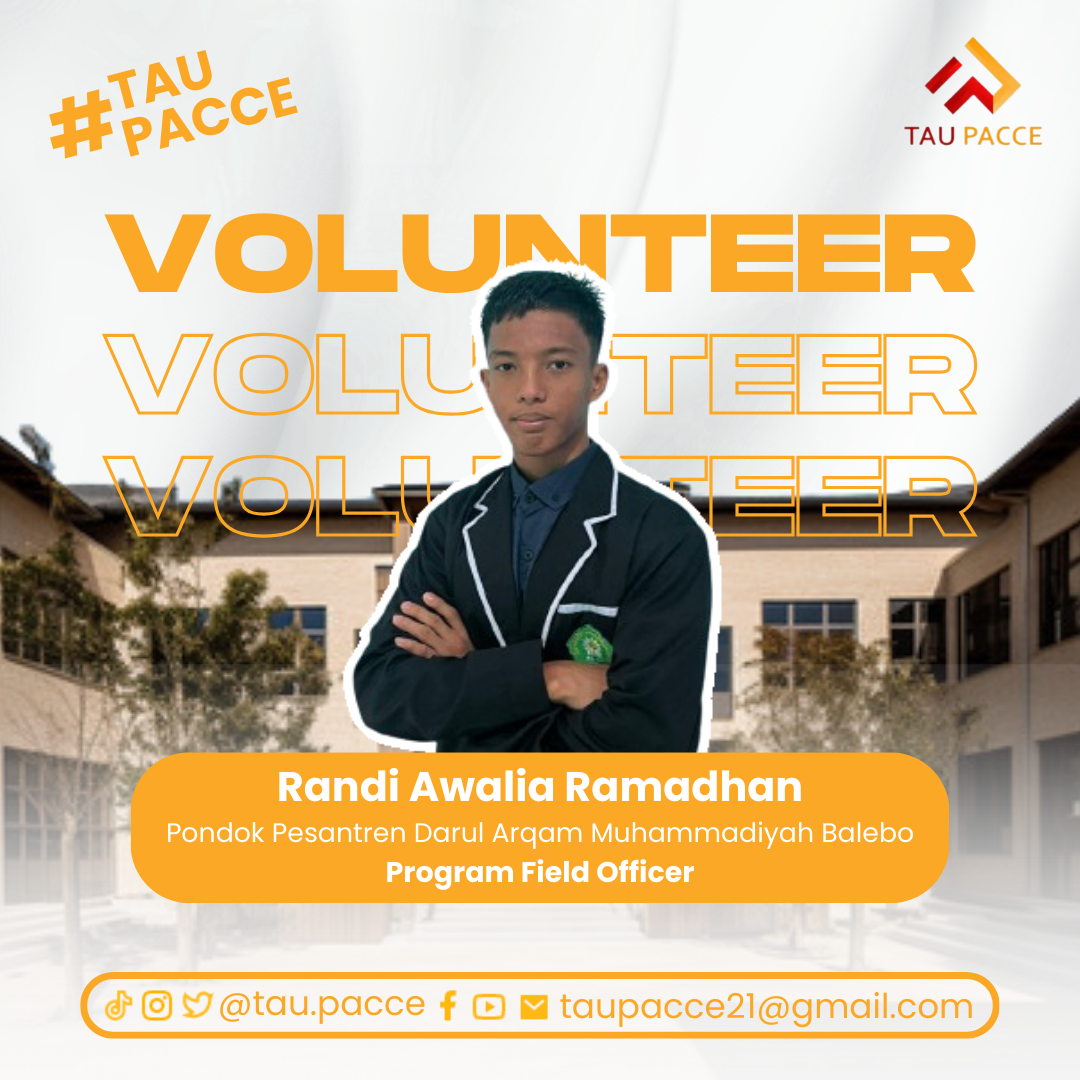 #TAU
PACCE
TAU PACCE
VOLUNTEER
VOLUNTEER
VOLUNTEER
Randi Awalia Ramadhan
Pondok Pesantren Darul Arqam Muhammadiyah Balebo
Program Field Officer
@tau.pacce taupacce21@gmail.com